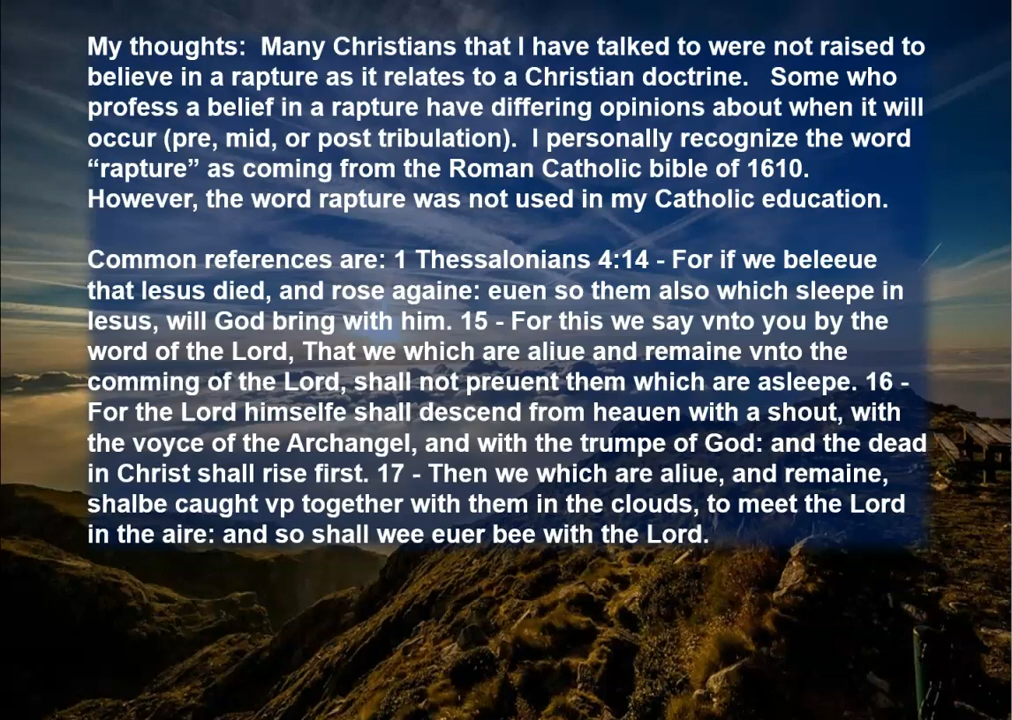 My thoughts:  Many Christians that I have talked to were not raised to
believe in a rapture as it relates to a Christian doctrine.   Some who
profess a belief in a rapture have differing opinions about when it will
occur (pre, mid, or post tribulation).  I personally recognize the word
“rapture” as coming from the Roman Catholic bible of 1610.
However, the word rapture was not used in my Catholic education.

Common references are: 1 Thessalonians 4:14 - For if we beleeue
that Iesus died, and rose againe: euen so them also which sleepe in
Iesus, will God bring with him. 15 - For this we say vnto you by the
word of the Lord, That we which are aliue and remaine vnto the
comming of the Lord, shall not preuent them which are asleepe. 16 -
For the Lord himselfe shall descend from heauen with a shout, with
the voyce of the Archangel, and with the trumpe of God: and the dead
in Christ shall rise first. 17 - Then we which are aliue, and remaine,
shalbe caught vp together with them in the clouds, to meet the Lord
in the aire: and so shall wee euer bee with the Lord.